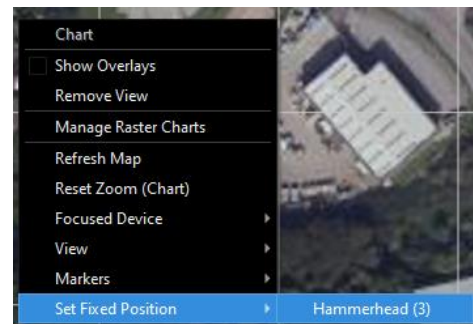 Chart
Show Overlays
Remove View
Manage Raster Charts
Refresh Map
Reset Zoom (Chart)
Focused Device
View
Markers
Set Fixed Position
Hammerhead (3)